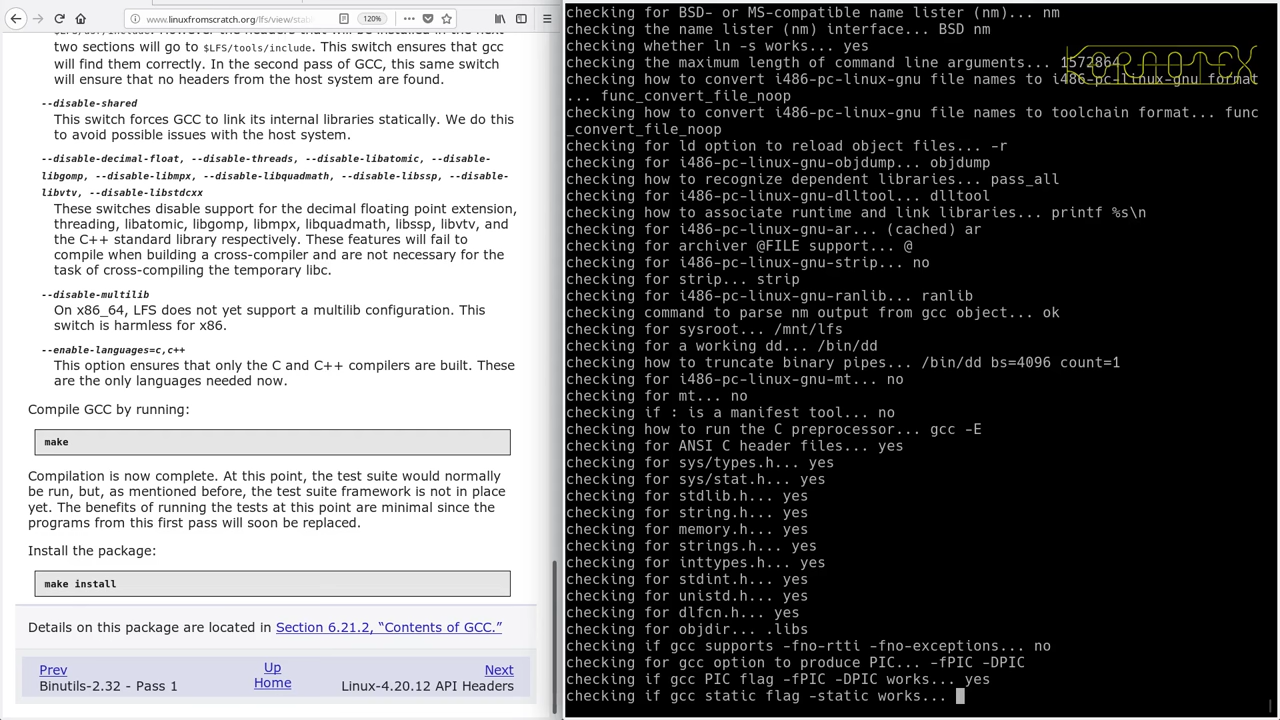 www.linuxfromscratch.org/lfs/view/stabl
120%
two sections will go to $LFS/tools/include. This switch ensures that gcc
will find them correctly. In the second pass of GCC, this same switch
will ensure that no headers from the host system are found.
--disable-shared
This switch forces GCC to link its internal libraries statically. We do this
to avoid possible issues with the host system.
--disable-decimal-float, --disable-threads, --disable-libatomic, --disable-
libgomp, --disable-libmpx, --disable-libquadmath, --disable-libssp, --disable-
libvtv, --disable-libstdcxx
These switches disable support for the decimal floating point extension,
threading, libatomic, libgomp, libmpx, libquadmath, libssp, libvtv, and
the C++ standard library respectively. These features will fail to
compile when building a cross-compiler and are not necessary for the
task of cross-compiling the temporary libc.
--disable-multilib
On x86_64, LFS does not yet support a multilib configuration. This
switch is harmless for x86.
--enable-languages=c,c++
This option ensures that only the C and C++ compilers are built. These
are the only languages needed now.
Compile GCC by running:
make
Compilation is now complete. At this point, the test suite would normally
be run, but, as mentioned before, the test suite framework is not in place
yet. The benefits of running the tests at this point are minimal since the
programs from this first pass will soon be replaced.
Install the package:
make install
Details on this package are located in Section 6.21.2, “Contents of GCC.”
Prev Up Next
Binutils-2.32 - Pass 1 Home Linux-4.20.12 API Headers
checking for BSD- or MS-compatible name lister (nm)... nm
checking the name lister (nm) interface... BSD nm
checking whether ln -s works... yes
checking the maximum length of command line arguments... 1572864
KORNOTEX
checking how to convert i486-pc-linux-gnu file names to i486-pc-linux-gnu format
... func_convert_file_noop
checking how to convert i486-pc-linux-gnu file names to toolchain format... func
_convert_file_noop
checking for ld option to reload object files... -r
checking for i486-pc-linux-gnu-objdump... objdump
checking how to recognize dependent libraries... pass_all
checking for i486-pc-linux-gnu-dlltool... dlltool
checking how to associate runtime and link libraries... printf %s\n
checking for i486-pc-linux-gnu-ar... (cached) ar
checking for archiver @FILE support... @
checking for i486-pc-linux-gnu-strip... no
checking for strip... strip
checking for i486-pc-linux-gnu-ranlib... ranlib
checking command to parse nm output from gcc object... ok
checking for sysroot... /mnt/lfs
checking for a working dd... /bin/dd
checking how to truncate binary pipes... /bin/dd bs=4096 count=1
checking for i486-pc-linux-gnu-mt... no
checking for mt... no
checking if : is a manifest tool... no
checking how to run the C preprocessor... gcc -E
checking for ANSI C header files... yes
checking for sys/types.h... yes
checking for sys/stat.h... yes
checking for stdlib.h... yes
checking for string.h... yes
checking for memory.h... yes
checking for strings.h... yes
checking for inttypes.h... yes
checking for stdint.h... yes
checking for unistd.h... yes
checking for dlfcn.h... yes
checking for objdir... .libs
checking if gcc supports -fno-rtti -fno-exceptions... no
checking for gcc option to produce PIC... -fPIC -DPIC
checking if gcc PIC flag -fPIC -DPIC works... yes
checking if gcc static flag -static works...